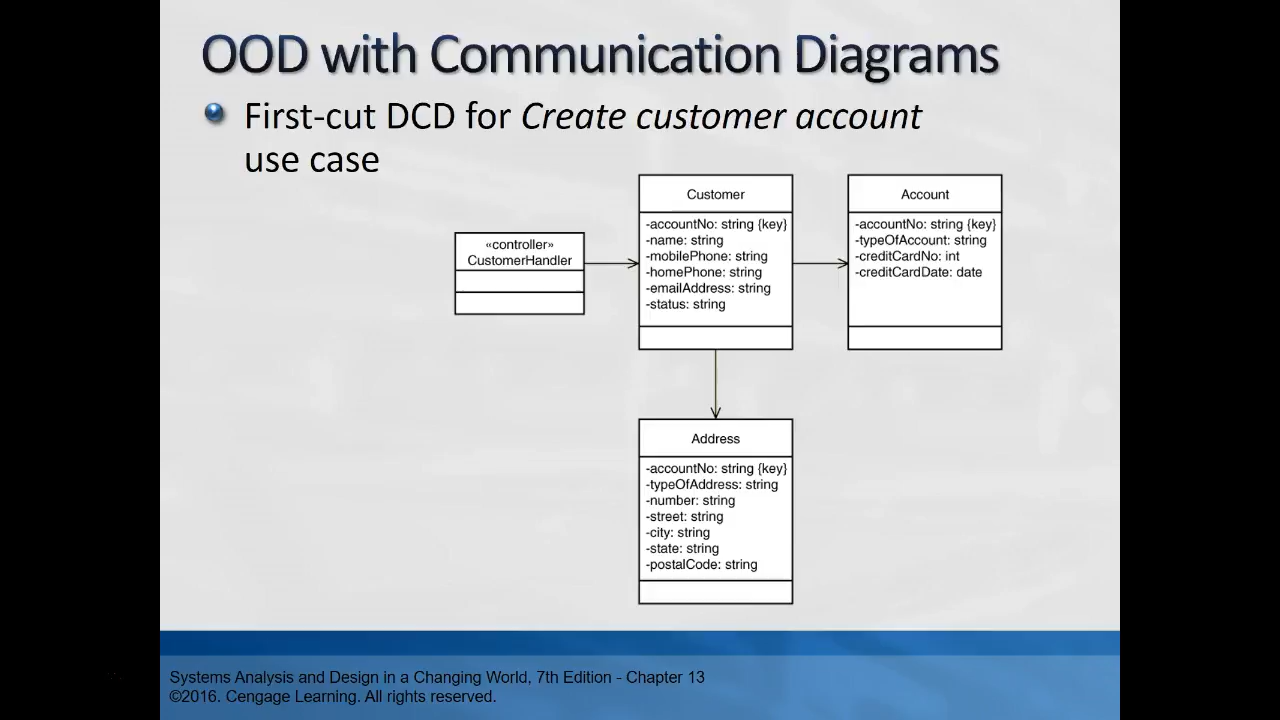 OOD with Communication Diagrams
First-cut DCD for Create customer account
use case
Customer
-accountNo: string {key}
-name: string
-mobilePhone: string
-homePhone: string
-emailAddress: string
-status: string
Account
-accountNo: string {key}
-typeOfAccount: string
-creditCardNo: int
-creditCardDate: date
«controller»
CustomerHandler
Address
-accountNo: string {key}
-typeOfAddress: string
-number: string
-street: string
-city: string
-state: string
-postalCode: string
Systems Analysis and Design in a Changing World, 7th Edition - Chapter 13
©2016. Cengage Learning. All rights reserved.